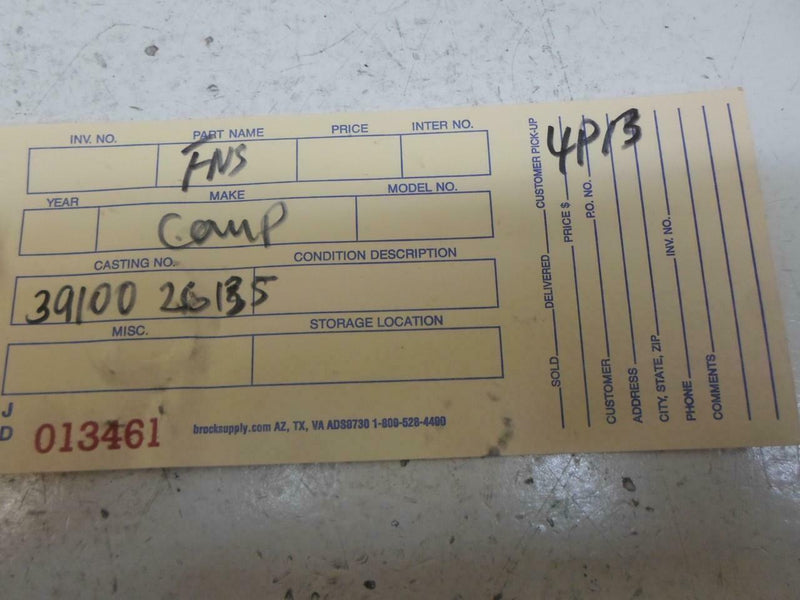 INV. NO. PART NAME PRICE INTER NO.
FNS
YEAR MAKE MODEL NO.
Comp
CASTING NO. CONDITION DESCRIPTION
39100 26135
MISC. STORAGE LOCATION
J
D
013461 brocksupply.com AZ, TX, VA ADS9730 1-800-528-4400
4P13
SOLD DELIVERED CUSTOMER PICK-UP
PRICE $
CUSTOMER P.O. NO.
ADDRESS
CITY, STATE, ZIP INV. NO.
PHONE
COMMENTS